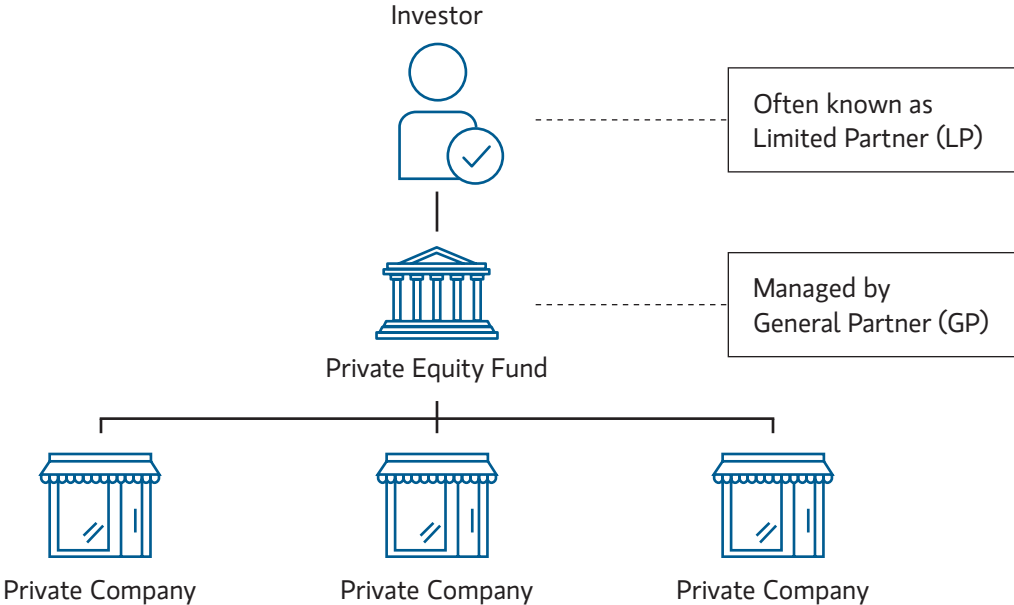 Investor
Often known as
Limited Partner (LP)
Managed by
General Partner (GP)
Private Equity Fund
Private Company
Private Company
Private Company